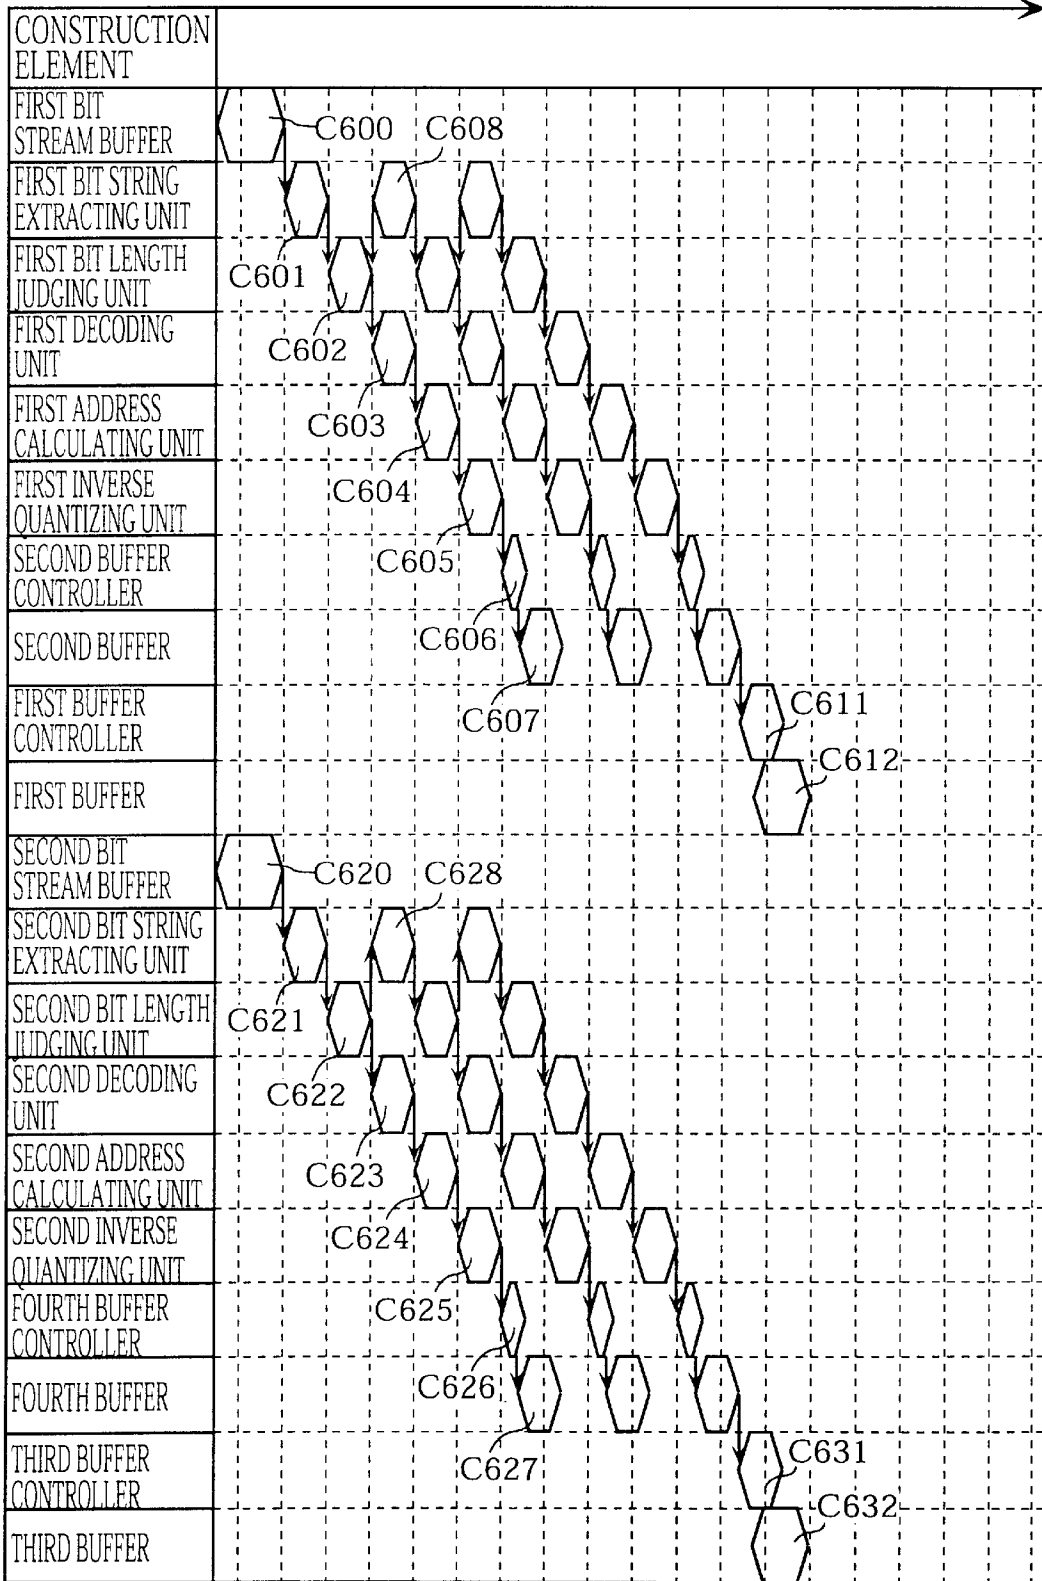 CONSTRUCTION
ELEMENT
FIRST BIT
STREAM BUFFER
C600
C608
FIRST BIT STRING
EXTRACTING UNIT
C601
FIRST BIT LENGTH
JUDGING UNIT
C602
FIRST DECODING
UNIT
C603
FIRST ADDRESS
CALCULATING UNIT
C604
FIRST INVERSE
QUANTIZING UNIT
C605
SECOND BUFFER
CONTROLLER
C606
SECOND BUFFER
C607
FIRST BUFFER
CONTROLLER
C611
FIRST BUFFER
C612
SECOND BIT
STREAM BUFFER
C620
C628
SECOND BIT STRING
EXTRACTING UNIT
C621
SECOND BIT LENGTH
JUDGING UNIT
C622
SECOND DECODING
UNIT
C623
SECOND ADDRESS
CALCULATING UNIT
C624
SECOND INVERSE
QUANTIZING UNIT
C625
FOURTH BUFFER
CONTROLLER
C626
FOURTH BUFFER
C627
THIRD BUFFER
CONTROLLER
C631
THIRD BUFFER
C632